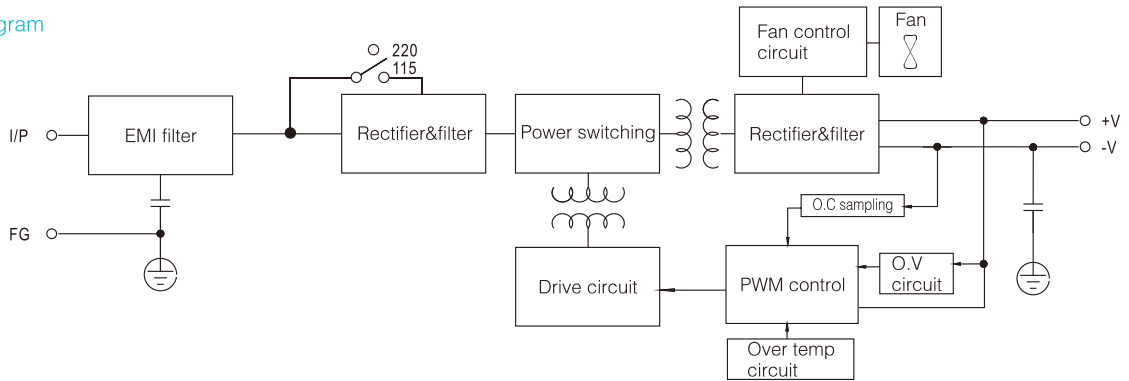 gram
Fan control
circuit
Fan
220
115
I/P
EMI filter
Rectifier&filter
Power switching
Rectifier&filter
+V
-V
O.C sampling
FG
Drive circuit
PWM control
O.V
circuit
Over temp
circuit